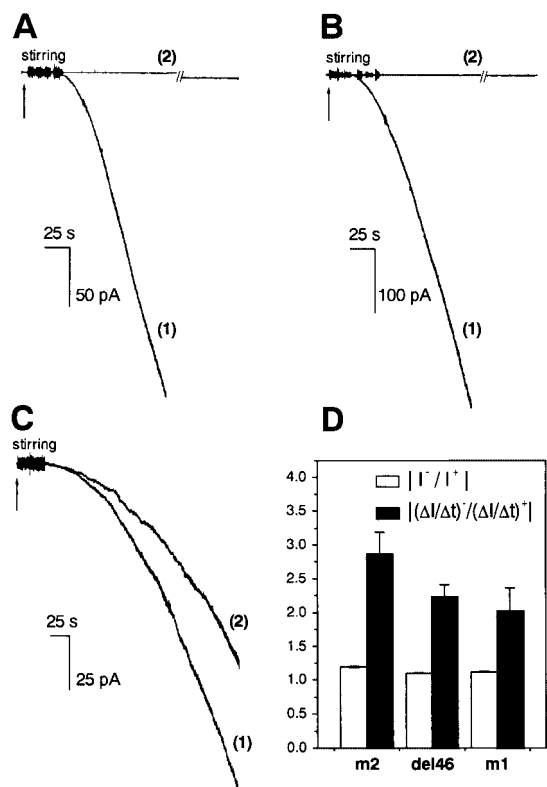 A
stirring
(2)
25 s
50 pA
(1)
B
stirring
(2)
25 s
100 pA
(1)
C
stirring
25 s
25 pA
(2)
(1)
D
| I⁻ / I⁺ |
|(ΔI/Δt)⁻/(ΔI/Δt)⁺|
4.0
3.5
3.0
2.5
2.0
1.5
1.0
0.5
0.0
m2 del46 m1